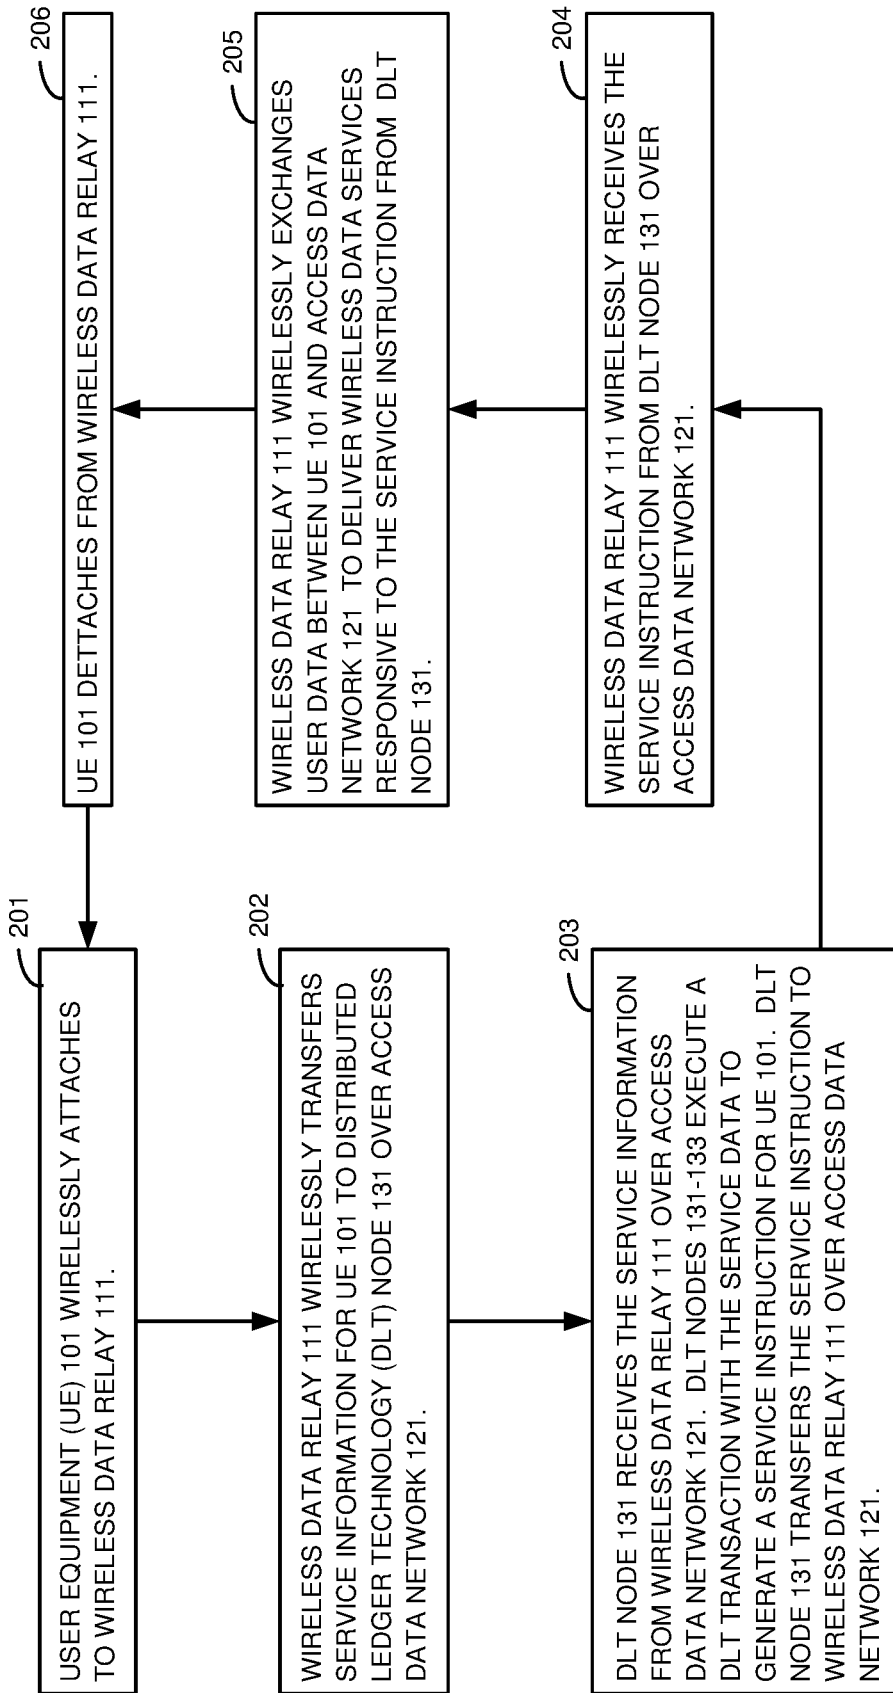 201
USER EQUIPMENT (UE) 101 WIRELESSLY ATTACHES
TO WIRELESS DATA RELAY 111.
202
WIRELESS DATA RELAY 111 WIRELESSLY TRANSFERS
SERVICE INFORMATION FOR UE 101 TO DISTRIBUTED
LEDGER TECHNOLOGY (DLT) NODE 131 OVER ACCESS
DATA NETWORK 121.
203
DLT NODE 131 RECEIVES THE SERVICE INFORMATION
FROM WIRELESS DATA RELAY 111 OVER ACCESS
DATA NETWORK 121. DLT NODES 131-133 EXECUTE A
DLT TRANSACTION WITH THE SERVICE DATA TO
GENERATE A SERVICE INSTRUCTION FOR UE 101. DLT
NODE 131 TRANSFERS THE SERVICE INSTRUCTION TO
WIRELESS DATA RELAY 111 OVER ACCESS DATA
NETWORK 121.
204
WIRELESS DATA RELAY 111 WIRELESSLY RECEIVES THE
SERVICE INSTRUCTION FROM DLT NODE 131 OVER
ACCESS DATA NETWORK 121.
205
WIRELESS DATA RELAY 111 WIRELESSLY EXCHANGES
USER DATA BETWEEN UE 101 AND ACCESS DATA
NETWORK 121 TO DELIVER WIRELESS DATA SERVICES
RESPONSIVE TO THE SERVICE INSTRUCTION FROM DLT
NODE 131.
206
UE 101 DETTACHES FROM WIRELESS DATA RELAY 111.